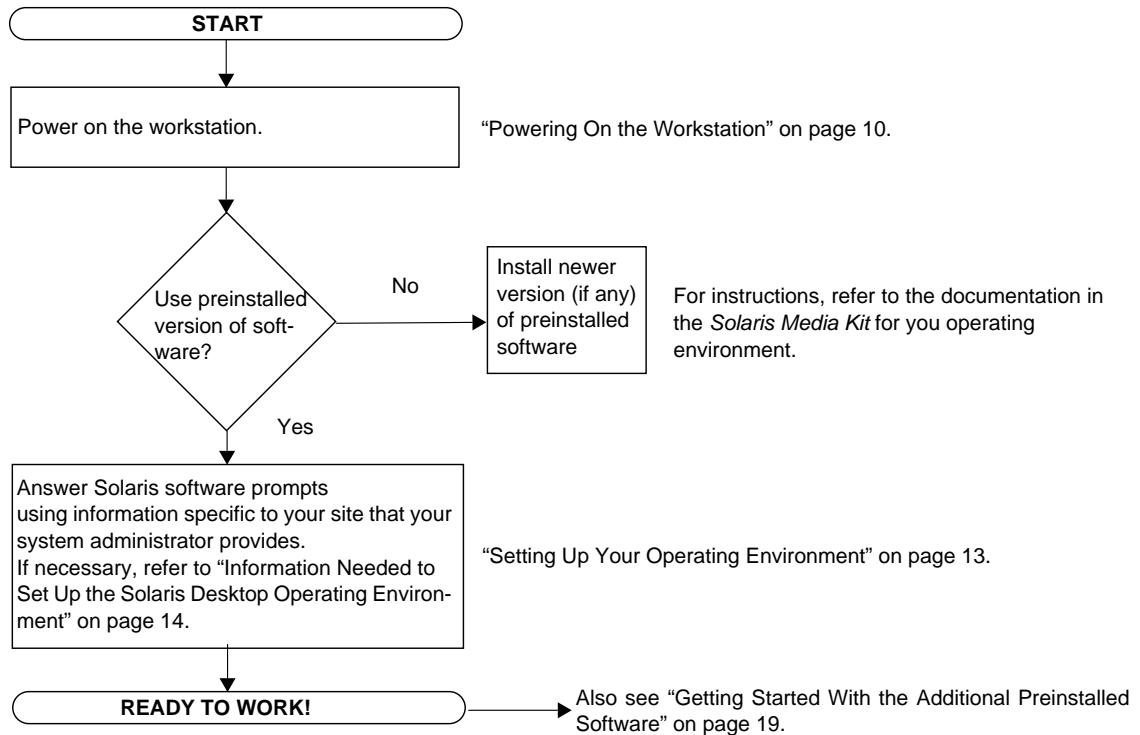 START
Power on the workstation.
“Powering On the Workstation” on page 10.
Use preinstalled
version of soft-
ware?
No
Install newer
version (if any)
of preinstalled
software
For instructions, refer to the documentation in
the Solaris Media Kit for you operating
environment.
Yes
Answer Solaris software prompts
using information specific to your site that your
system administrator provides.
If necessary, refer to “Information Needed to
Set Up the Solaris Desktop Operating Environ-
ment” on page 14.
“Setting Up Your Operating Environment” on page 13.
READY TO WORK!
Also see “Getting Started With the Additional Preinstalled
Software” on page 19.